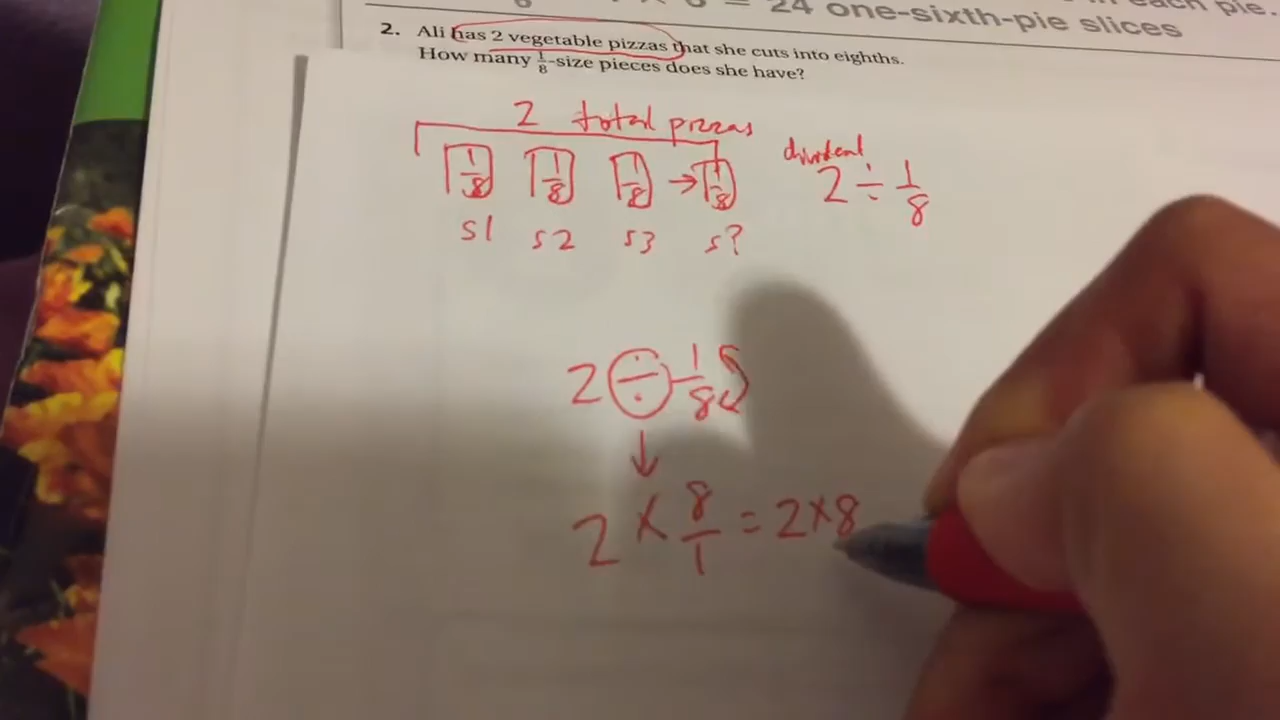 = 24 one-sixth-pie slices
each pie.
2. Ali has 2 vegetable pizzas that she cuts into eighths.
How many 1/8-size pieces does she have?
2 total pizzas
1/8 1/8 1/8 → 1/8
s1 s2 s3 s?
dividend
2 ÷ 1/8
2 ÷ 1/8
↓
2 × 8/1 = 2×8